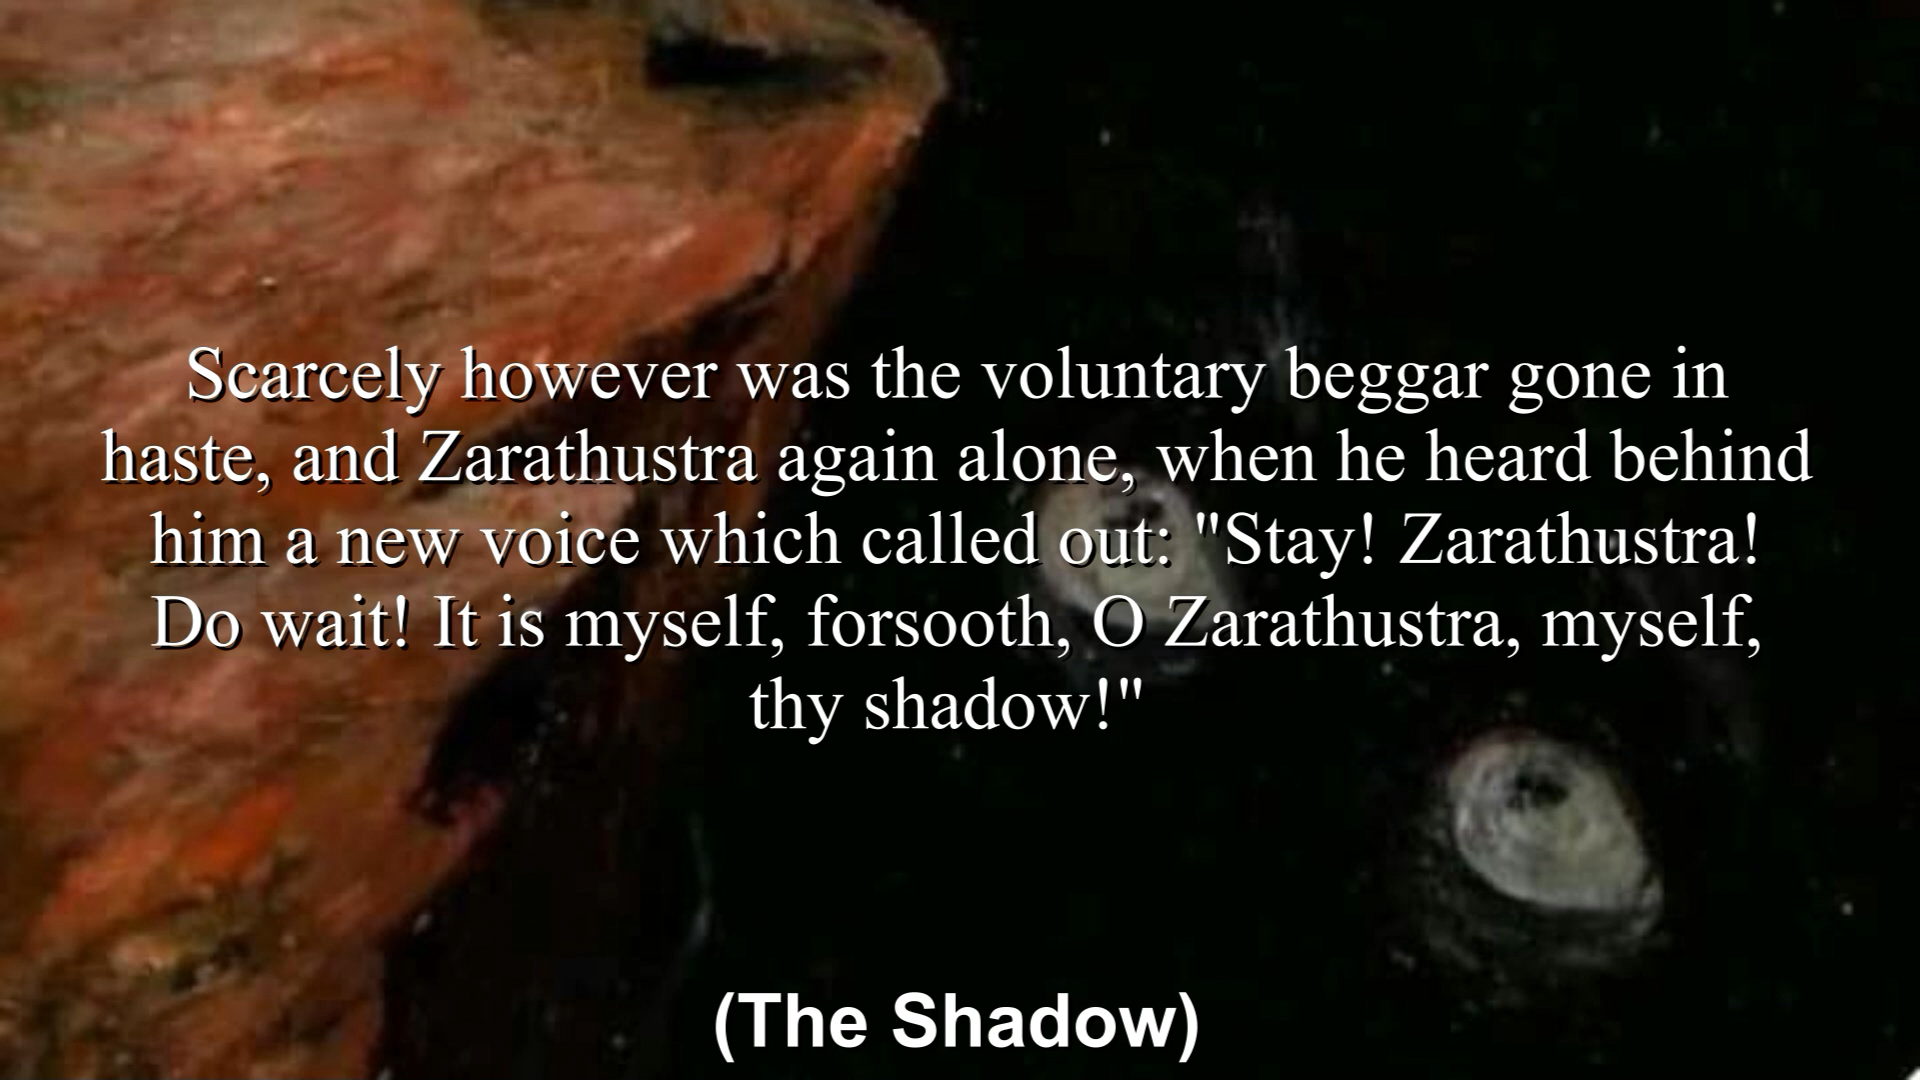 Scarcely however was the voluntary beggar gone in
haste, and Zarathustra again alone, when he heard behind
him a new voice which called out: "Stay! Zarathustra!
Do wait! It is myself, forsooth, O Zarathustra, myself,
thy shadow!"
(The Shadow)